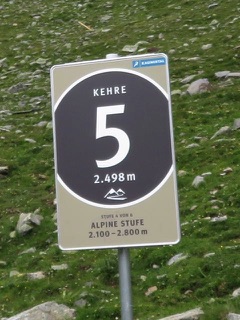 KEHRE
5
2.498 m
STUFE 4 VON 6
ALPINE STUFE
2.100 – 2.800 m